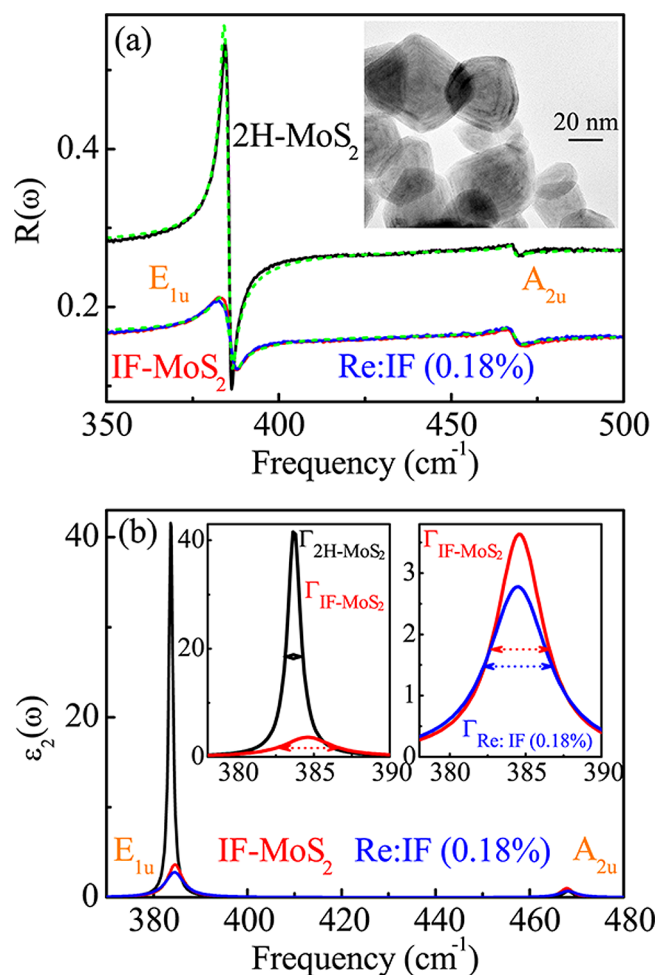 (a)
2H-MoS₂
20 nm
0.4
0.2
R(ω)
E₁ᵤ
A₂ᵤ
IF-MoS₂
Re:IF (0.18%)
350
400
450
500
Frequency (cm⁻¹)
(b)
40
20
0
ε₂(ω)
40
20
0
Γ2H-MoS₂
ΓIF-MoS₂
380
385
390
3
2
1
0
ΓIF-MoS₂
ΓRe: IF (0.18%)
380
385
390
E₁ᵤ
IF-MoS₂
Re:IF (0.18%)
A₂ᵤ
380
400
420
440
460
480
Frequency (cm⁻¹)